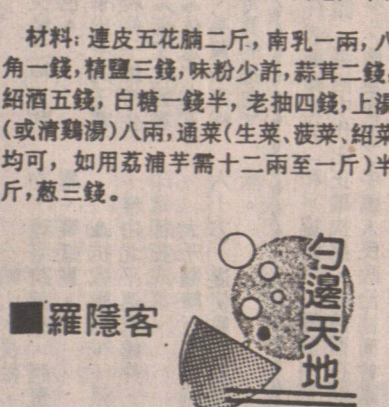 材料：連皮五花腩二斤，南乳一兩，八
角一錢，精鹽三錢，味粉少許，蒜茸二錢，
紹酒五錢，白糖一錢半，老抽四錢，上湯
（或清鷄湯）八兩，通菜（生菜、菠菜、紹菜
均可，如用荔浦芋需十二兩至一斤）半
斤，葱三錢。
勺邊天地
■羅隱客